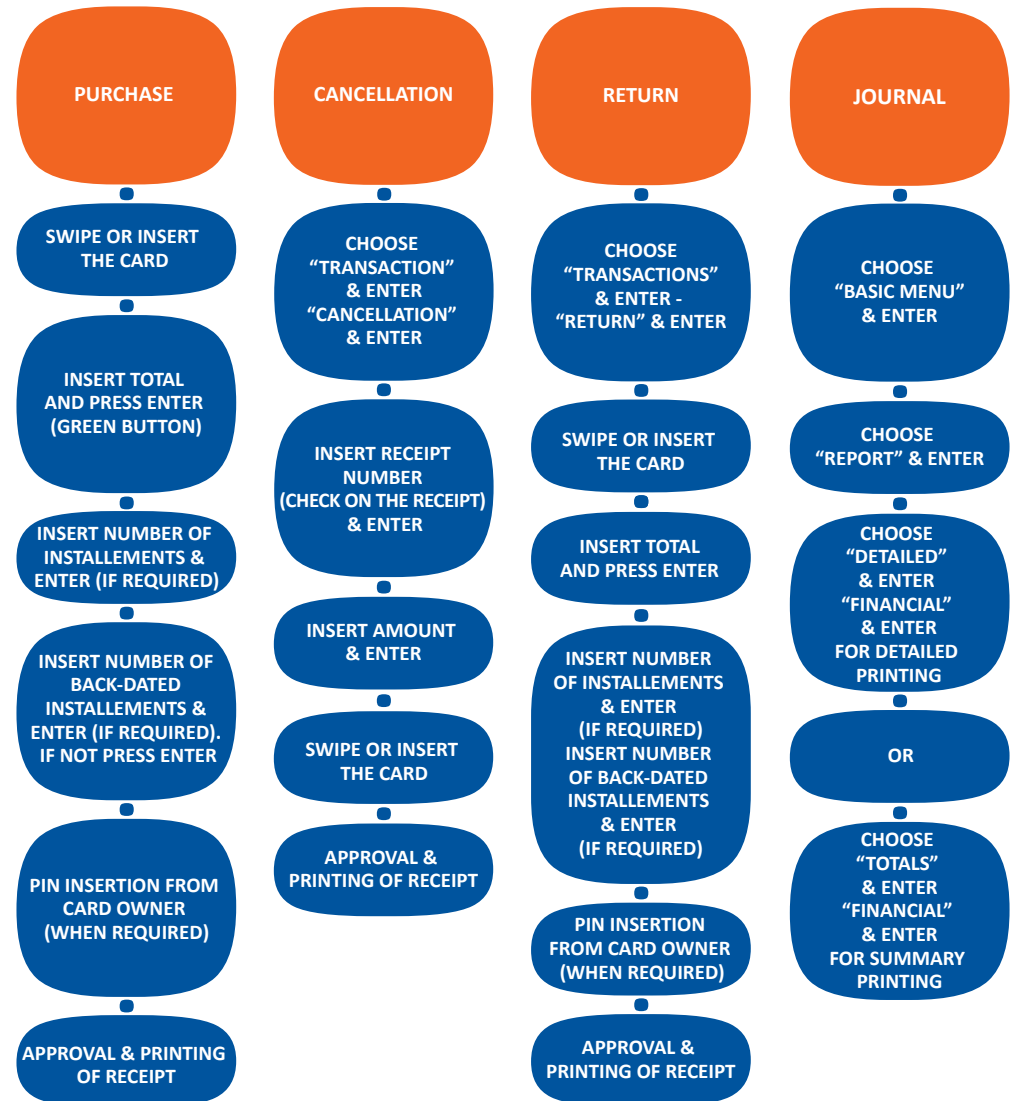 PURCHASE
SWIPE OR INSERT
THE CARD
INSERT TOTAL
AND PRESS ENTER
(GREEN BUTTON)
INSERT NUMBER OF
INSTALLEMENTS &
ENTER (IF REQUIRED)
INSERT NUMBER OF
BACK-DATED
INSTALLEMENTS &
ENTER (IF REQUIRED).
IF NOT PRESS ENTER
PIN INSERTION FROM
CARD OWNER
(WHEN REQUIRED)
APPROVAL & PRINTING
OF RECEIPT
CANCELLATION
CHOOSE
“TRANSACTION”
& ENTER
“CANCELLATION”
& ENTER
INSERT RECEIPT
NUMBER
(CHECK ON THE RECEIPT)
& ENTER
INSERT AMOUNT
& ENTER
SWIPE OR INSERT
THE CARD
APPROVAL &
PRINTING OF RECEIPT
RETURN
CHOOSE
“TRANSACTIONS”
& ENTER -
“RETURN” & ENTER
SWIPE OR INSERT
THE CARD
INSERT TOTAL
AND PRESS ENTER
INSERT NUMBER
OF INSTALLEMENTS
& ENTER
(IF REQUIRED)
INSERT NUMBER
OF BACK-DATED
INSTALLEMENTS
& ENTER
(IF REQUIRED)
PIN INSERTION
FROM CARD OWNER
(WHEN REQUIRED)
APPROVAL &
PRINTING OF RECEIPT
JOURNAL
CHOOSE
“BASIC MENU”
& ENTER
CHOOSE
“REPORT” & ENTER
CHOOSE
“DETAILED”
& ENTER
“FINANCIAL”
& ENTER
FOR DETAILED
PRINTING
OR
CHOOSE
“TOTALS”
& ENTER
“FINANCIAL”
& ENTER
FOR SUMMARY
PRINTING